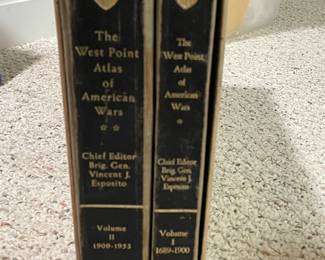 The
West Point
Atlas
of American
Wars
* *
Chief Editor
Brig. Gen.
Vincent J.
Esposito
Volume
II
1900-1953
The
West Point
Atlas
of American
Wars
*
Chief Editor
Brig. Gen.
Vincent J.
Esposito
Volume
I
1689-1900